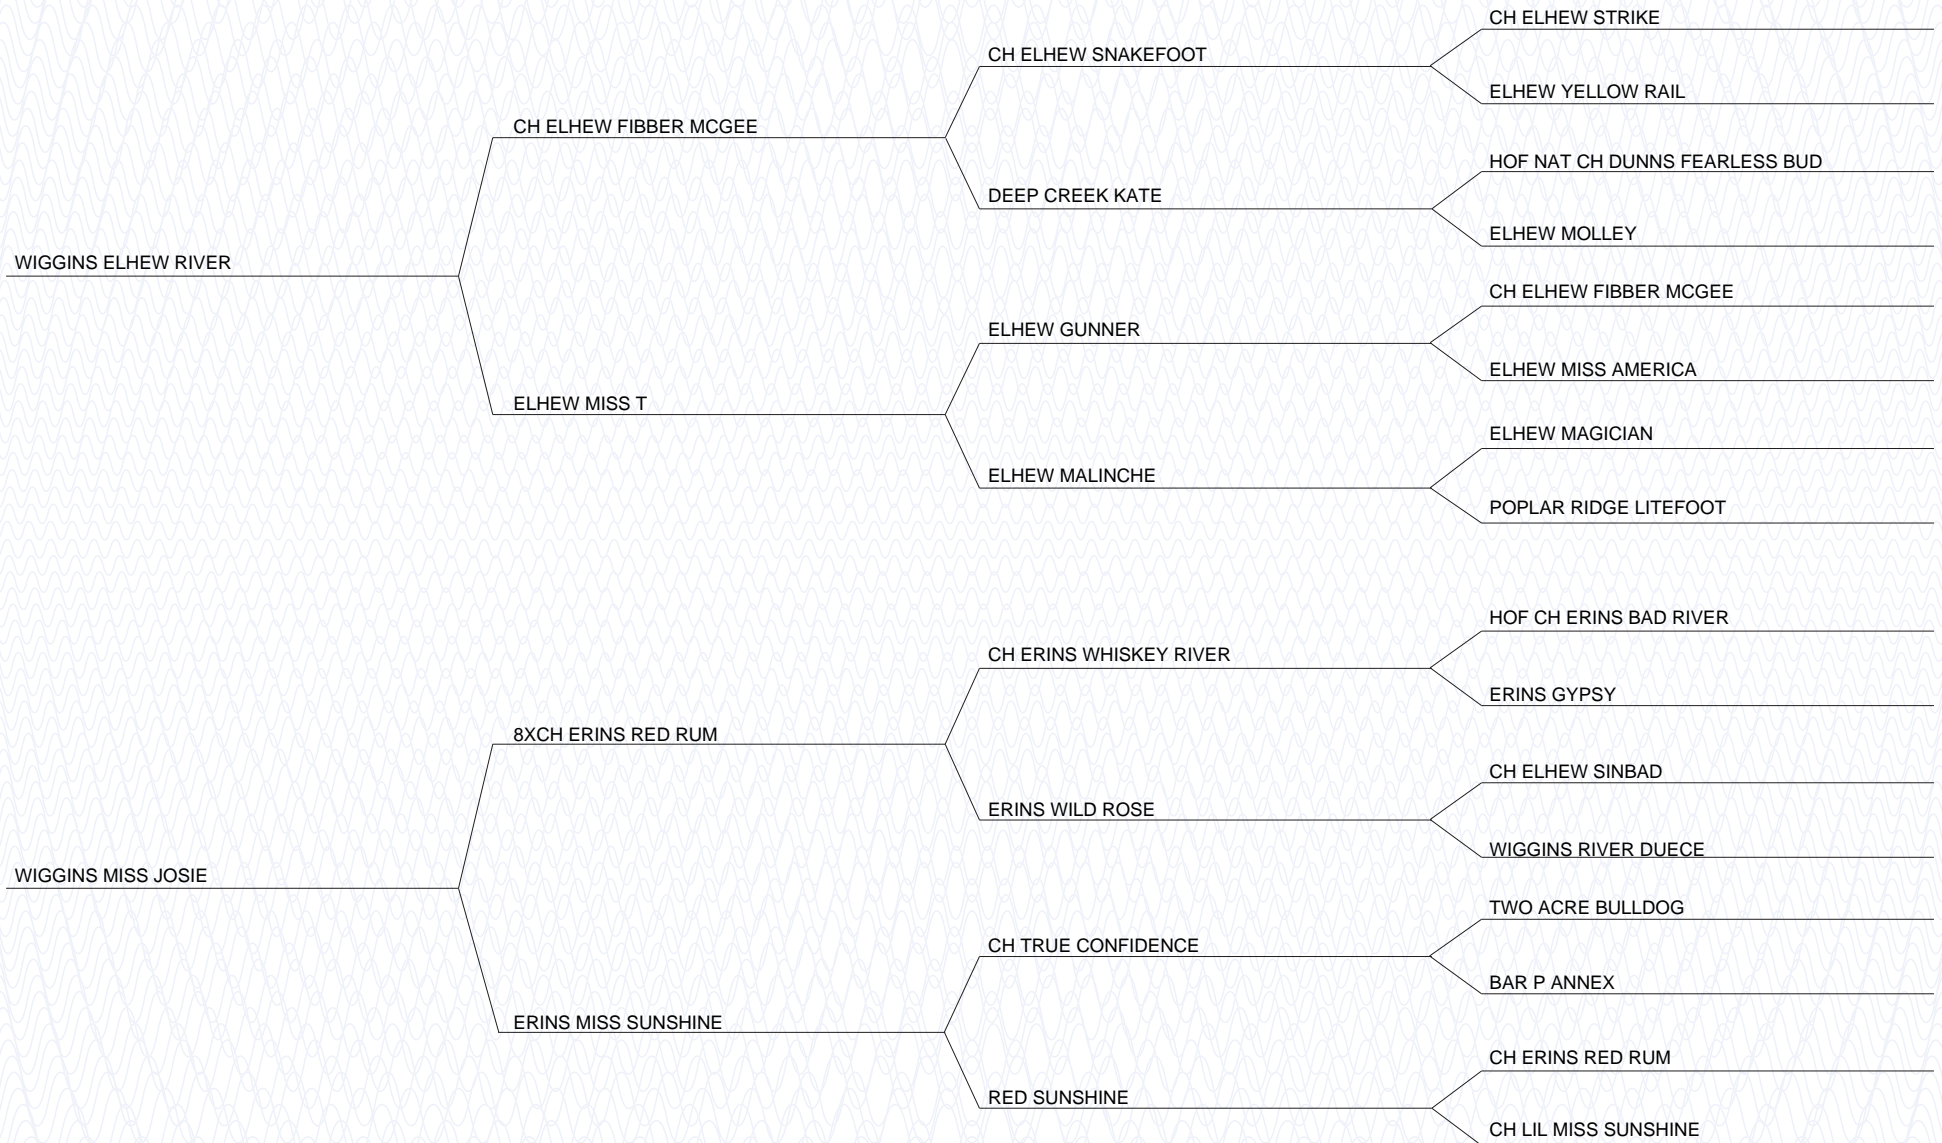 CH ELHEW STRIKE
CH ELHEW SNAKEFOOT
ELHEW YELLOW RAIL
CH ELHEW FIBBER MCGEE
HOF NAT CH DUNNS FEARLESS BUD
DEEP CREEK KATE
ELHEW MOLLEY
WIGGINS ELHEW RIVER
CH ELHEW FIBBER MCGEE
ELHEW GUNNER
ELHEW MISS AMERICA
ELHEW MISS T
ELHEW MAGICIAN
ELHEW MALINCHE
POPLAR RIDGE LITEFOOT
HOF CH ERINS BAD RIVER
CH ERINS WHISKEY RIVER
ERINS GYPSY
8XCH ERINS RED RUM
CH ELHEW SINBAD
ERINS WILD ROSE
WIGGINS RIVER DUECE
WIGGINS MISS JOSIE
TWO ACRE BULLDOG
CH TRUE CONFIDENCE
BAR P ANNEX
ERINS MISS SUNSHINE
CH ERINS RED RUM
RED SUNSHINE
CH LIL MISS SUNSHINE